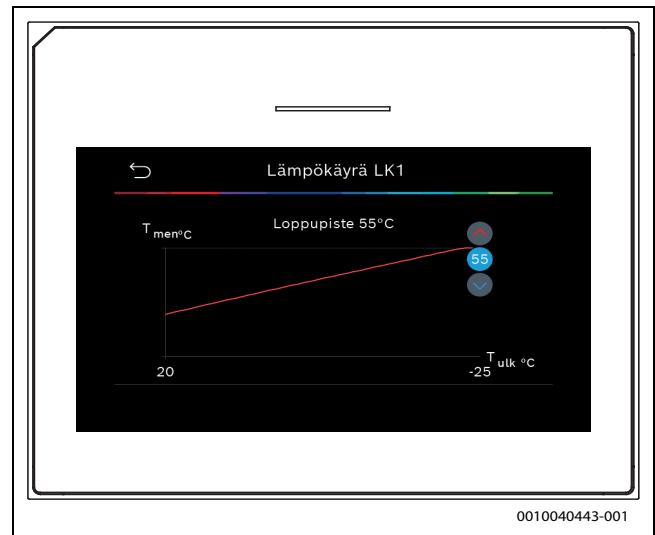 Lämpökäyrä LK1
Loppupiste 55°C
T men°C
55
T ulk °C
20
-25
0010040443-001